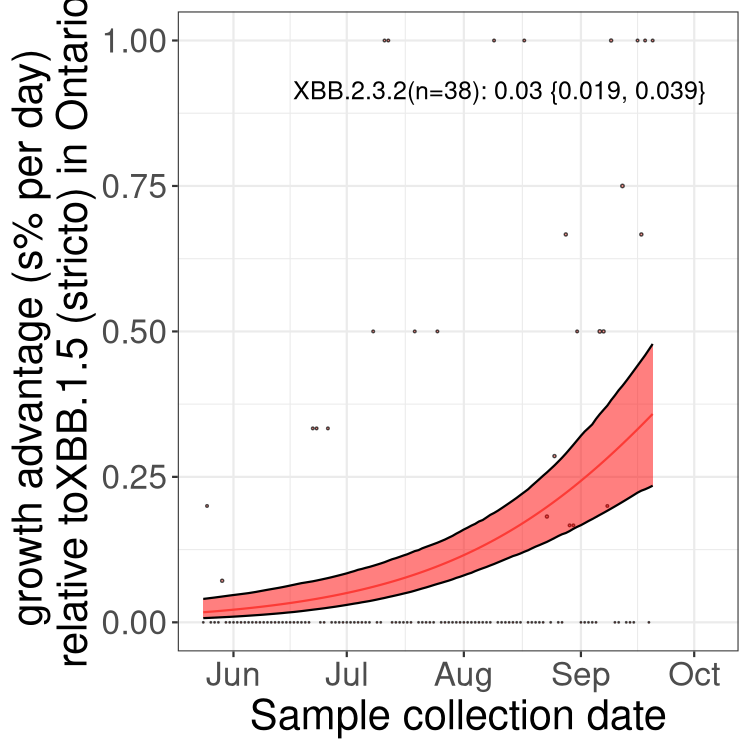 growth advantage (s% per day)
relative toXBB.1.5 (stricto) in Ontario
1.00
0.75
0.50
0.25
0.00
XBB.2.3.2(n=38): 0.03 {0.019, 0.039}
Jun Jul Aug Sep Oct
Sample collection date